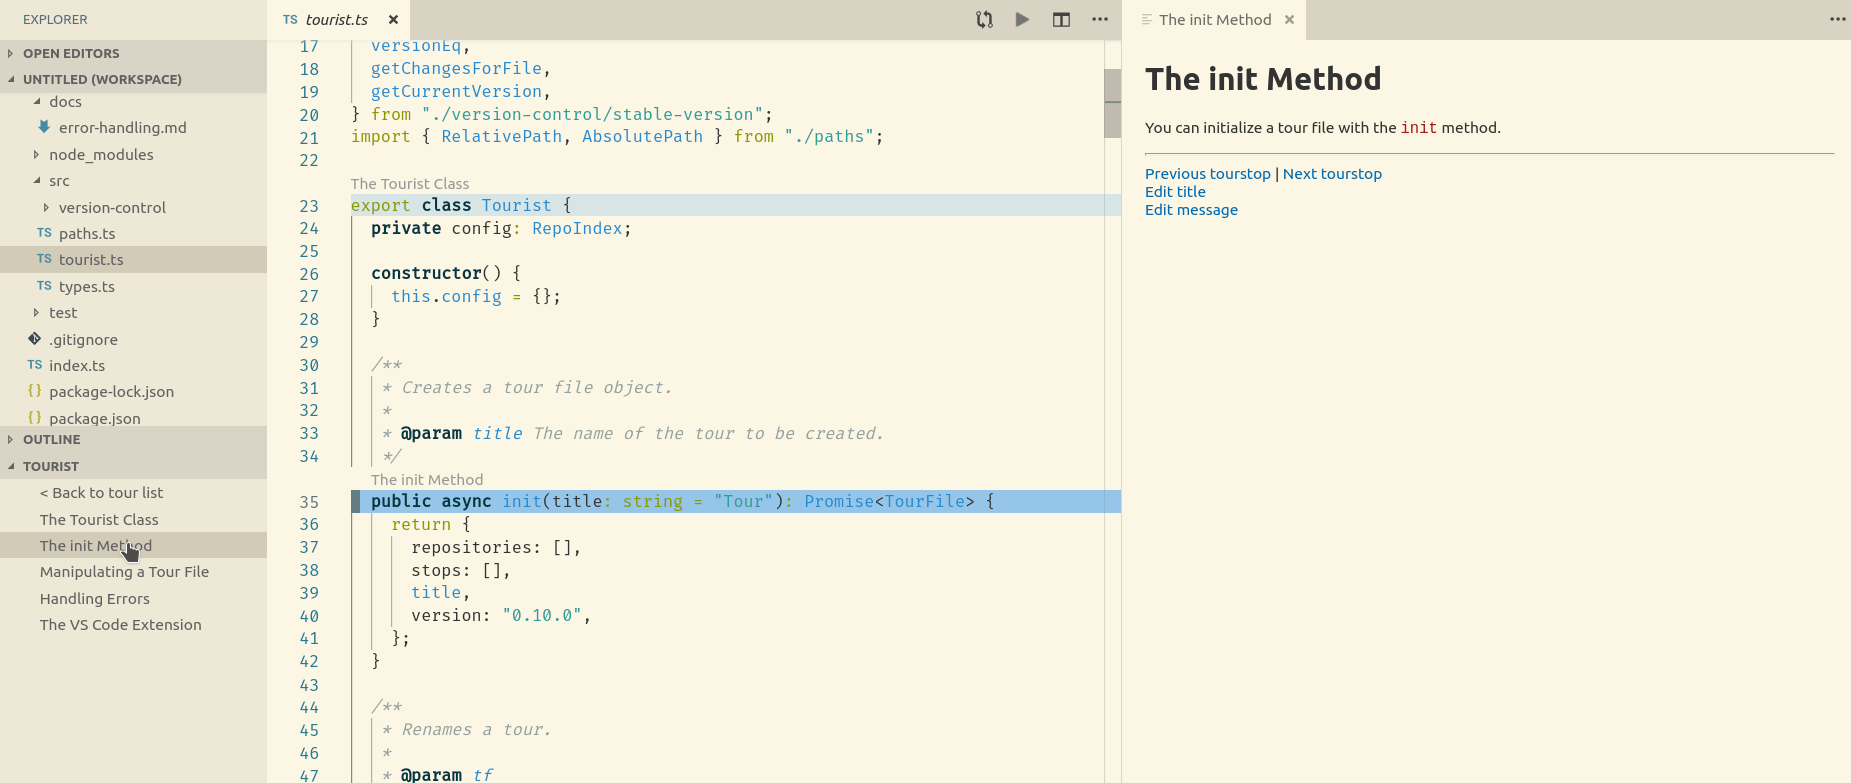 EXPLORER
OPEN EDITORS
UNTITLED (WORKSPACE)
docs
error-handling.md
node_modules
src
version-control
paths.ts
TS
tourist.ts
TS
types.ts
TS
test
.gitignore
TS index.ts
{ } package-lock.json
{ } package.json
OUTLINE
TOURIST
< Back to tour list
The Tourist Class
The init Method
Manipulating a Tour File
Handling Errors
The VS Code Extension
TS tourist.ts
17 versionEq,
18 getChangesForFile,
19 getCurrentVersion,
20 } from "./version-control/stable-version";
21 import { RelativePath, AbsolutePath } from "./paths";
22
The Tourist Class
23 export class Tourist {
24 private config: RepoIndex;
25
26 constructor() {
27 this.config = {};
28 }
29
30 /**
31 * Creates a tour file object.
32 *
33 * @param title The name of the tour to be created.
34 */
The init Method
35 public async init(title: string = "Tour"): Promise<TourFile> {
36 return {
37 repositories: [],
38 stops: [],
39 title,
40 version: "0.10.0",
41 };
42 }
43
44 /**
45 * Renames a tour.
46 *
47 * @param tf
The init Method
The init Method
You can initialize a tour file with the init method.
Previous tourstop | Next tourstop
Edit title
Edit message